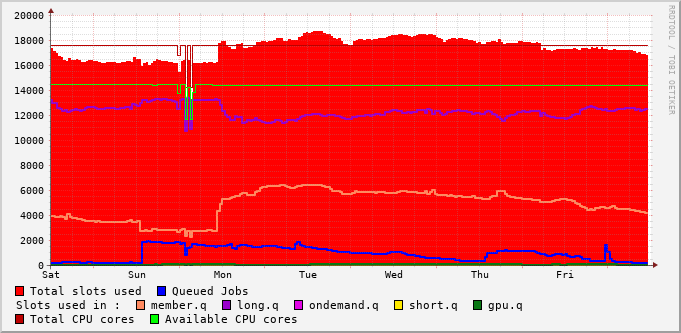 20000
18000
16000
14000
12000
10000
8000
6000
4000
2000
0
Sat Sun Mon Tue Wed Thu Fri
RRDTOOL / TOBI OETIKER
Total slots used Queued Jobs
Slots used in : member.q long.q ondemand.q short.q gpu.q
Total CPU cores Available CPU cores